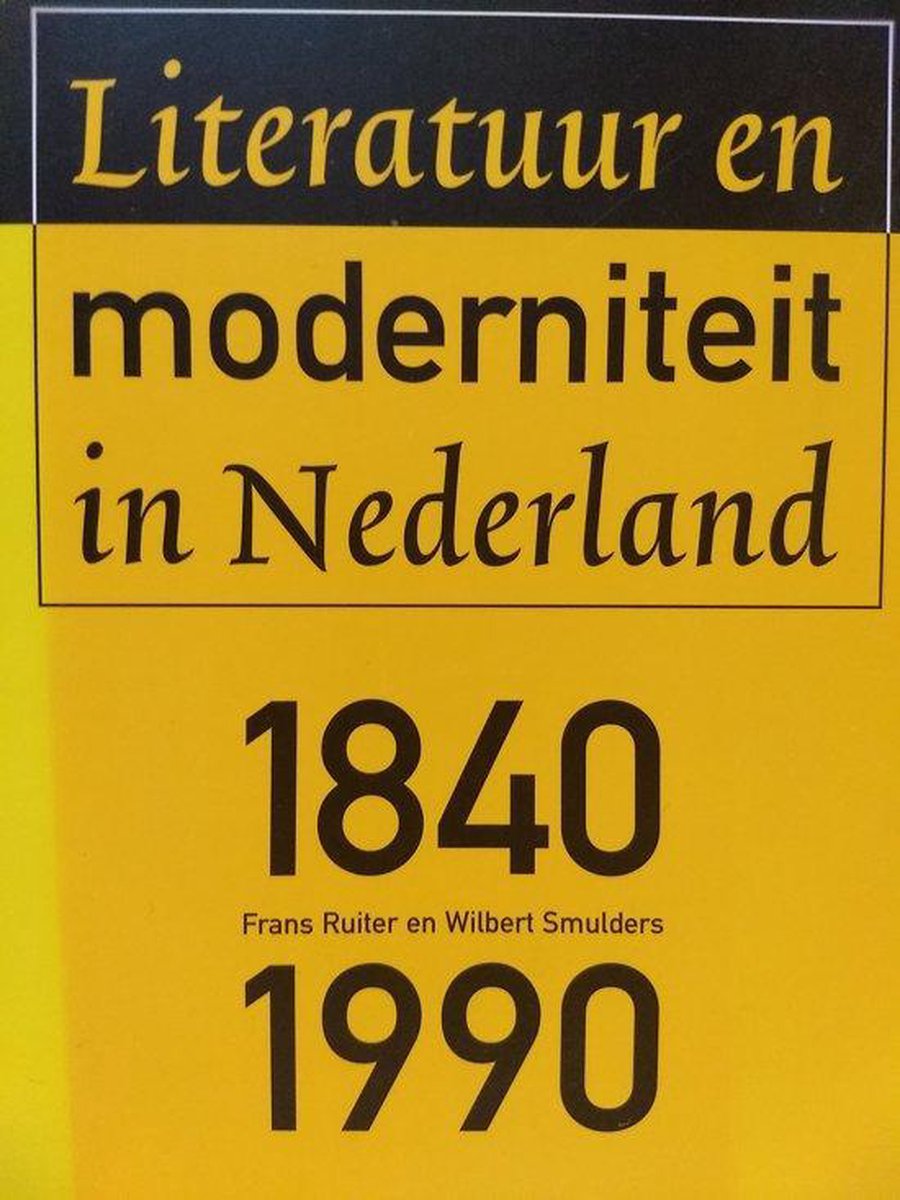 Literatuur en
moderniteit
in Nederland
1840
Frans Ruiter en Wilbert Smulders
1990